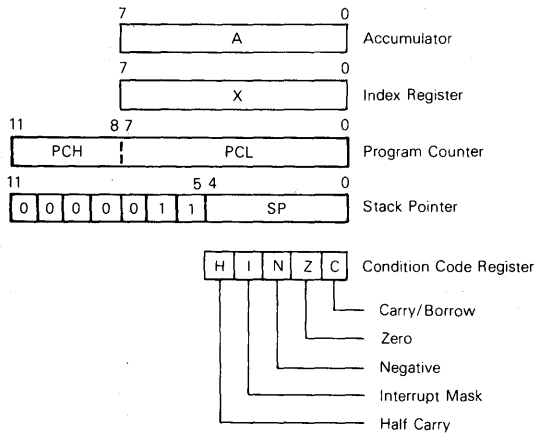 7 0
A Accumulator
7 0
X Index Register
11 8 7 0
PCH PCL Program Counter
11 5 4 0
0 0 0 0 0 1 1 SP Stack Pointer
H I N Z C Condition Code Register
Carry/Borrow
Zero
Negative
Interrupt Mask
Half Carry